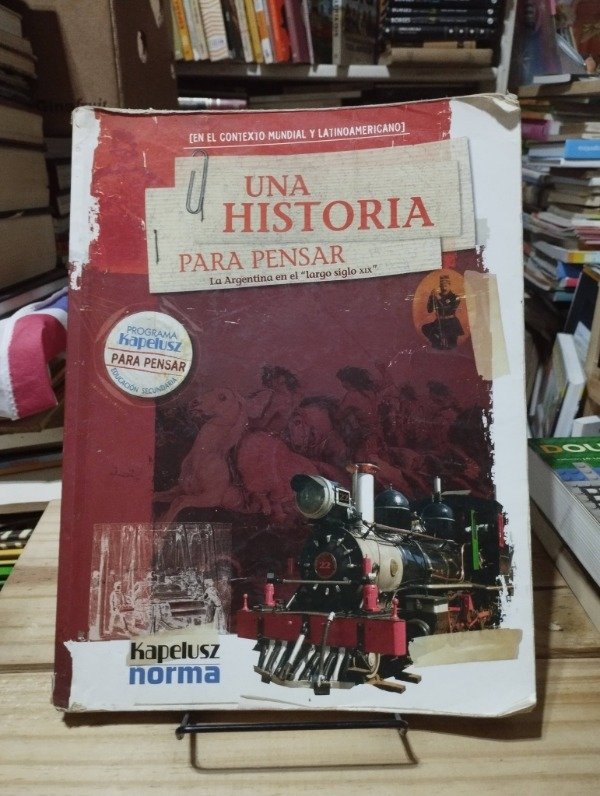 [EN EL CONTEXTO MUNDIAL Y LATINOAMERICANO]
UNA
HISTORIA
PARA PENSAR
La Argentina en el "largo siglo XIX"
PROGRAMA
Kapelusz
PARA PENSAR
EDUCACIÓN SECUNDARIA
22
Kapelusz
norma